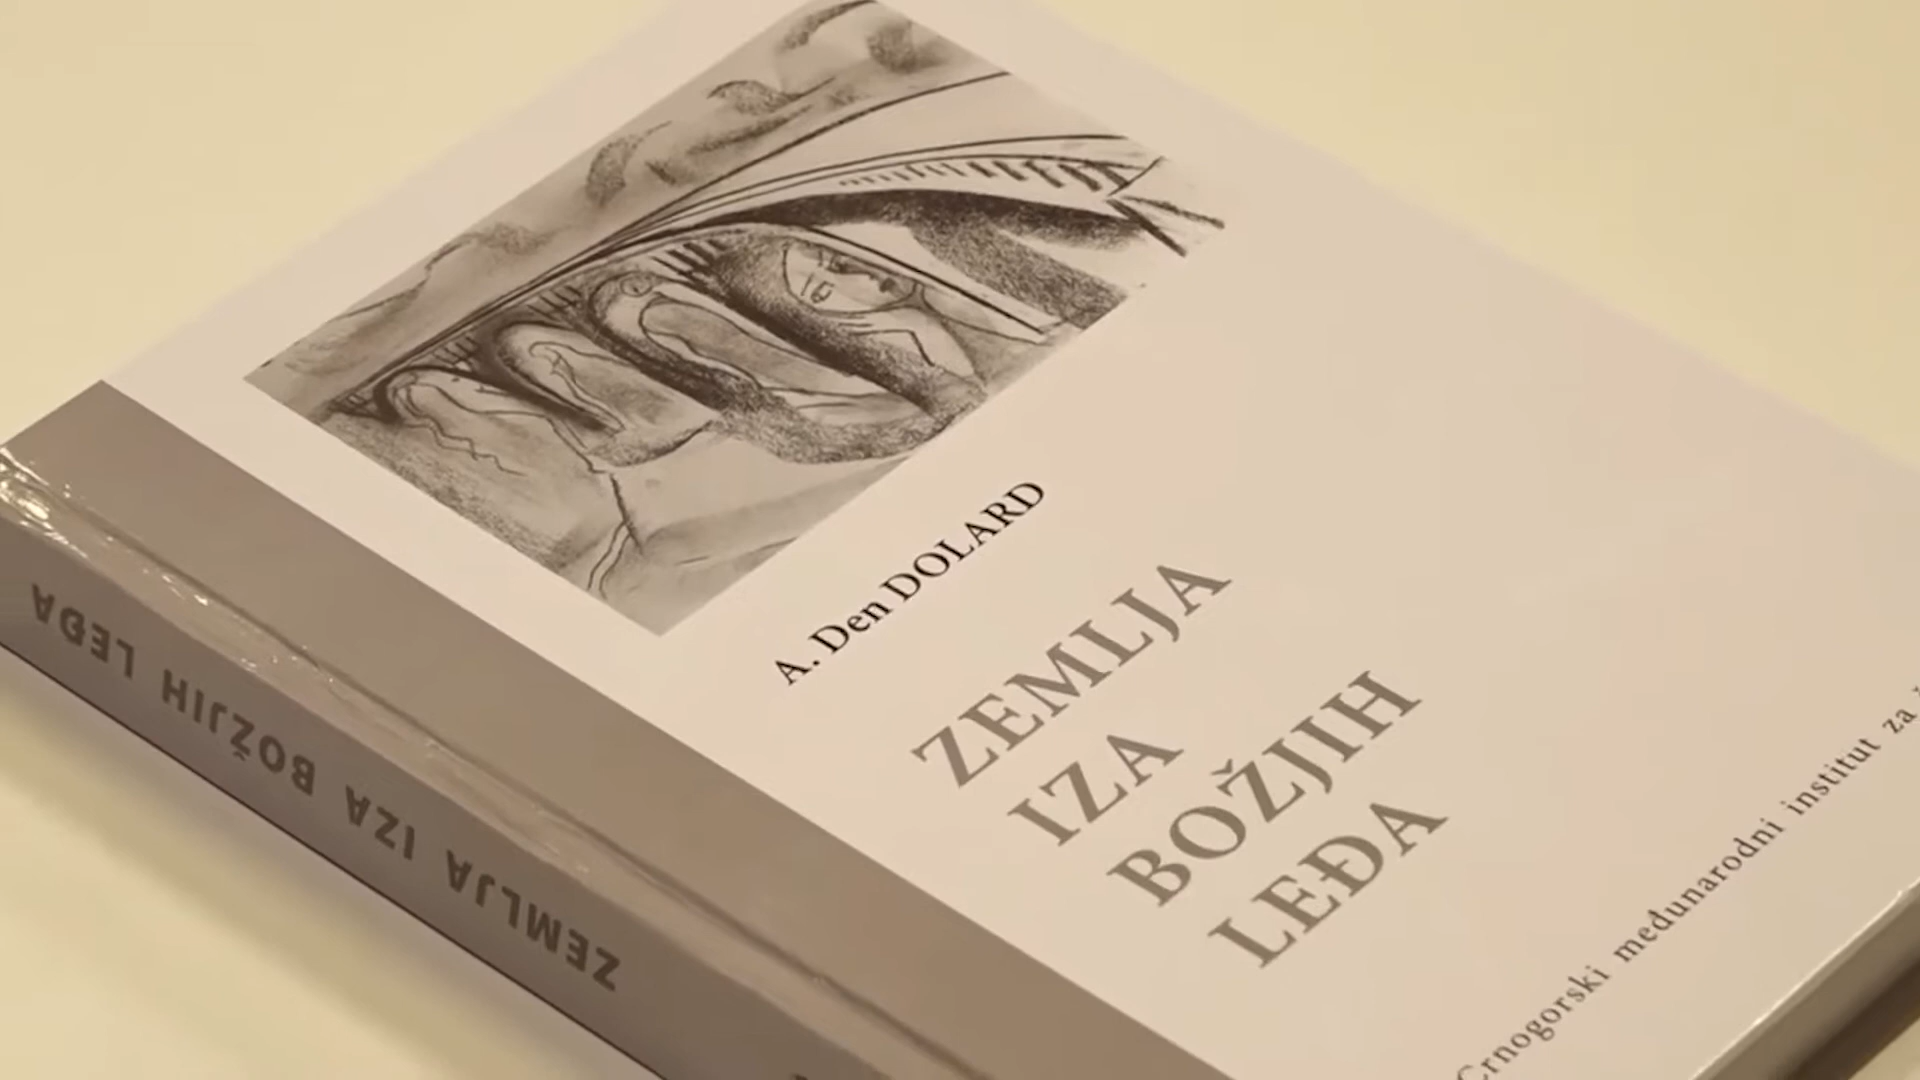 A. Den DOLARD
ZEMLJA
IZA
BOŽJIH
LEĐA
Crnogorski međunarodni institut za
ZEMLJA IZA BOŽJIH LEĐA